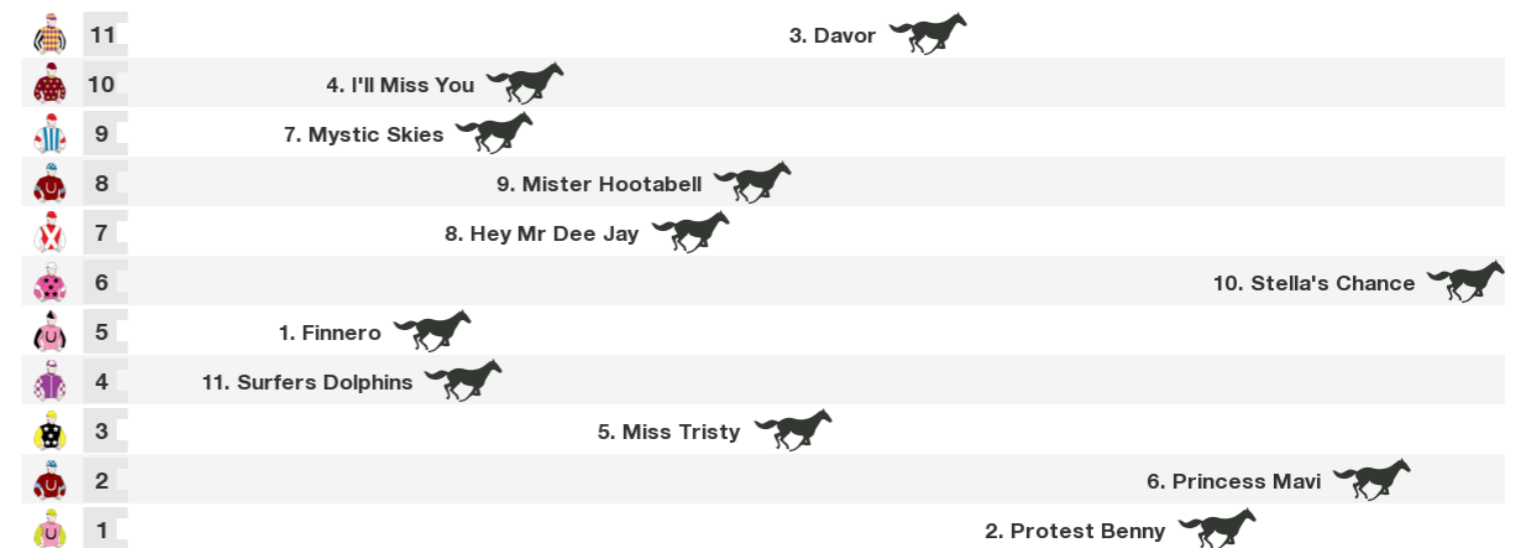 11 3. Davor
10 4. I'll Miss You
9 7. Mystic Skies
8 9. Mister Hootabell
7 8. Hey Mr Dee Jay
6 10. Stella's Chance
5 1. Finnero
4 11. Surfers Dolphins
3 5. Miss Tristy
2 6. Princess Mavi
1 2. Protest Benny